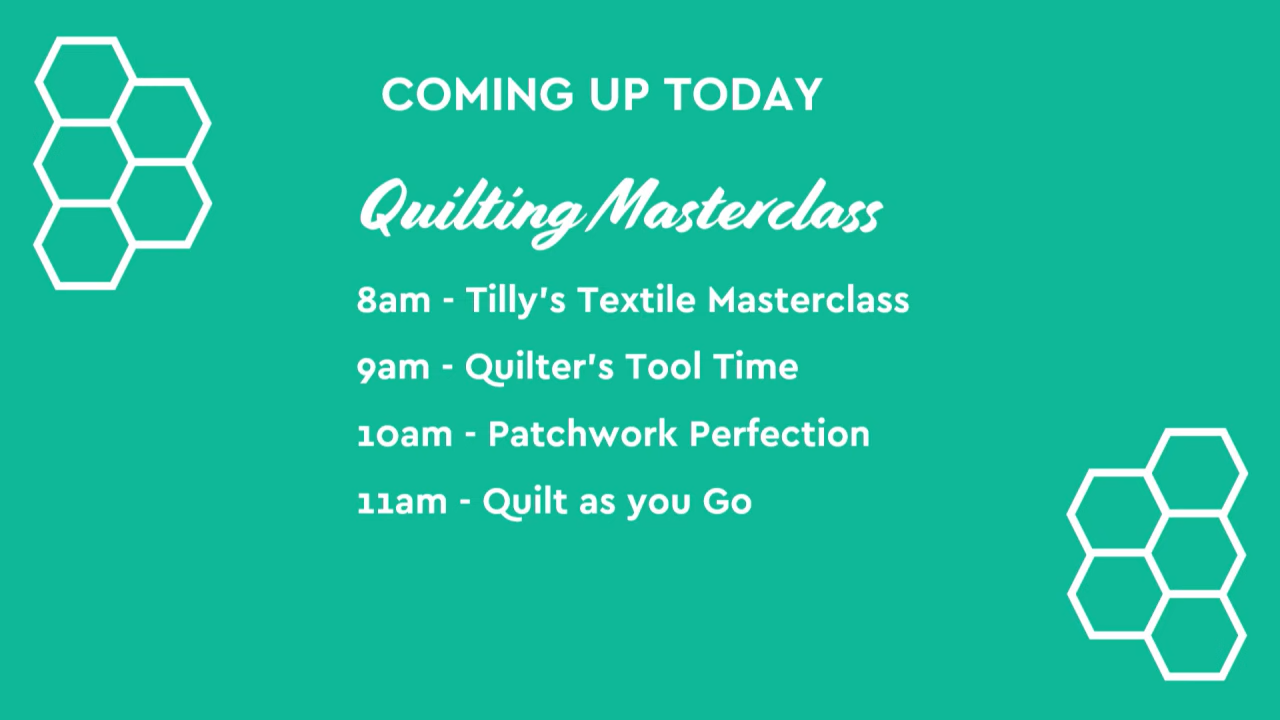 COMING UP TODAY
Quilting Masterclass
8am - Tilly's Textile Masterclass
9am - Quilter's Tool Time
10am - Patchwork Perfection
11am - Quilt as you Go